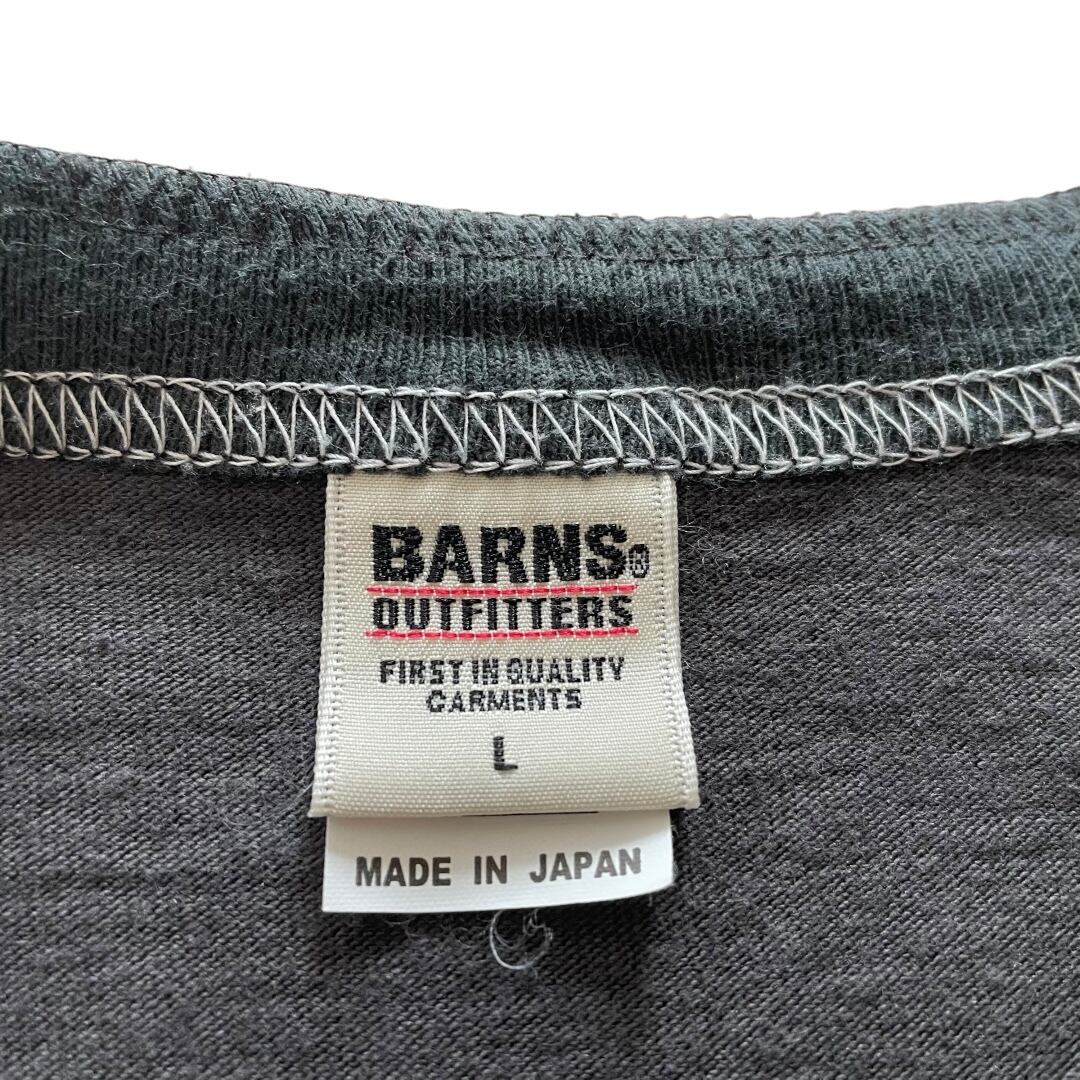 BARNS®
OUTFITTERS
FIRST IN QUALITY
GARMENTS
L
MADE IN JAPAN